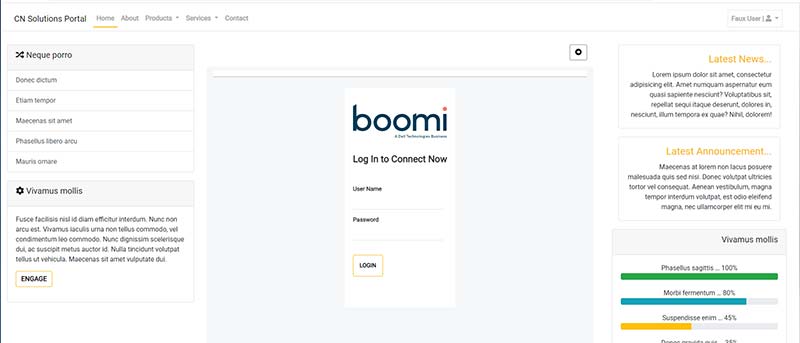 CN Solutions Portal Home About Products Services Contact Faux User |
Neque porro
Donec dictum
Etiam tempor
Maecenas sit amet
Phasellus libero arcu
Mauris ornare
Vivamus mollis
Fusce facilisis nisl id diam efficitur interdum. Nunc non
arcu est. Vivamus iaculis urna non tellus commodo, vel
condimentum leo commodo. Nunc dignissim scelerisque
dui, ac suscipit metus auctor id. Nulla tincidunt volutpat
tellus ut vehicula. Maecenas sit amet vulputate dui.
ENGAGE
boomi
A Dell Technologies Business
Log In to Connect Now
User Name
Password
LOGIN
Latest News...
Lorem ipsum dolor sit amet, consectetur
adipisicing elit. Amet numquam aspernatur eum
quasi sapiente nesciunt? Voluptatibus sit,
repellat sequi itaque deserunt, dolores in,
nesciunt, illum tempora ex quae? Nihil, dolorem!
Latest Announcement...
Maecenas at lorem non lacus posuere
malesuada quis sed nisi. Donec volutpat ultricies
tortor vel consequat. Aenean vestibulum, magna
tempor interdum volutpat, est odio eleifend
magna, nec ullamcorper elit mi eu mi.
Vivamus mollis
Phasellus sagittis ... 100%
Morbi fermentum ... 80%
Suspendisse enim ... 45%